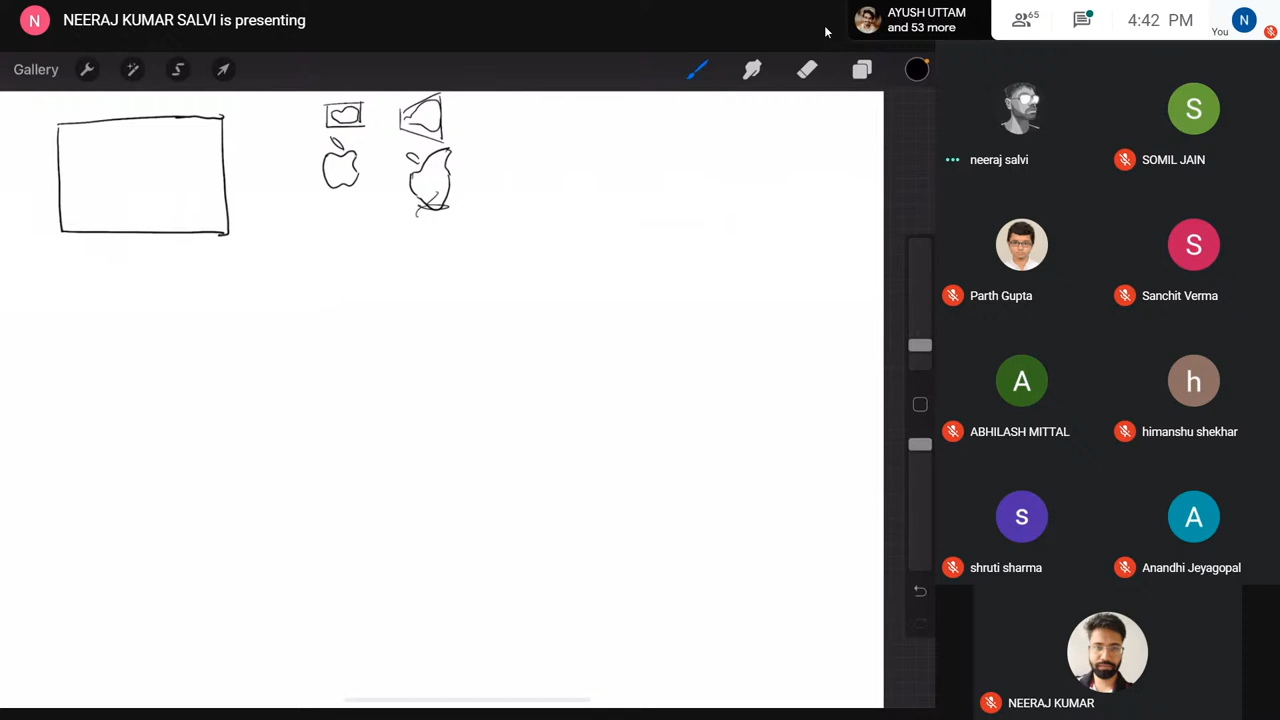 N
NEERAJ KUMAR SALVI is presenting
AYUSH UTTAM
and 53 more
65
4:42 PM
You
N
Gallery
neeraj salvi
S
SOMIL JAIN
Parth Gupta
S
Sanchit Verma
A
ABHILASH MITTAL
h
himanshu shekhar
s
shruti sharma
A
Anandhi Jeyagopal
NEERAJ KUMAR